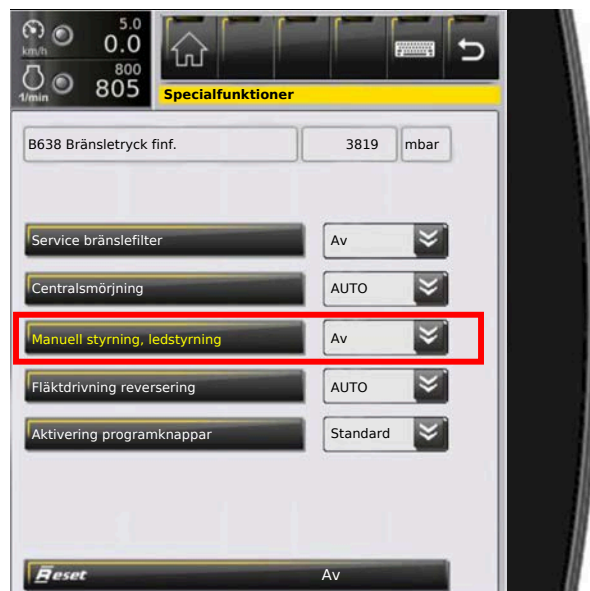 5.0
km/h 0.0
800
1/min 805
Specialfunktioner
B638 Bränsletryck finf. 3819 mbar
Service bränslefilter Av
Centralsmörjning AUTO
Manuell styrning, ledstyrning Av
Fläktdrivning reversering AUTO
Aktivering programknappar Standard
Reset Av